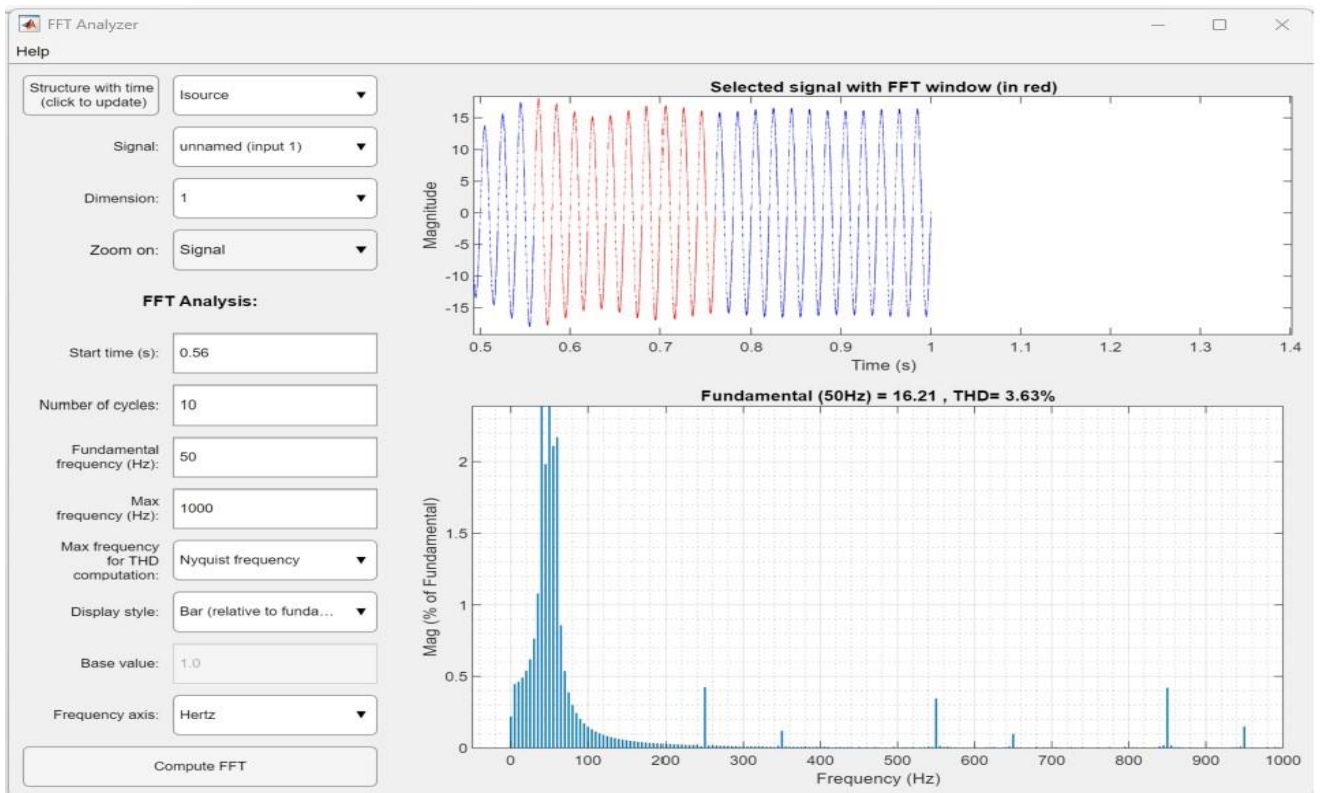 FFT Analyzer
Help
Structure with time
(click to update)
Isource
Signal:
unnamed (input 1)
Dimension:
1
Zoom on:
Signal
FFT Analysis:
Start time (s):
0.56
Number of cycles:
10
Fundamental
frequency (Hz):
50
Max
frequency (Hz):
1000
Max frequency
for THD
computation:
Nyquist frequency
Display style:
Bar (relative to funda...
Base value:
1.0
Frequency axis:
Hertz
Compute FFT
Selected signal with FFT window (in red)
Magnitude
15
10
5
0
-5
-10
-15
0.5 0.6 0.7 0.8 0.9 1 1.1 1.2 1.3 1.4
Time (s)
Fundamental (50Hz) = 16.21 , THD= 3.63%
Mag (% of Fundamental)
2
1.5
1
0.5
0
0 100 200 300 400 500 600 700 800 900 1000
Frequency (Hz)